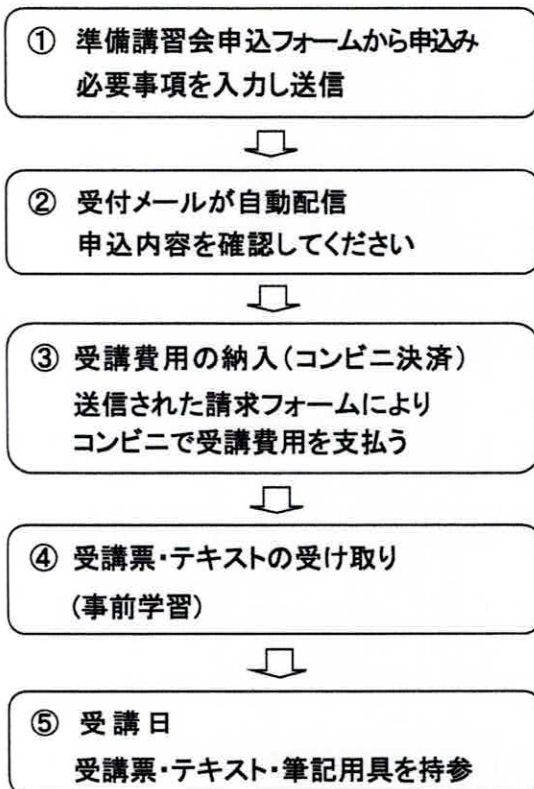 ① 準備講習会申込フォームから申込み
必要事項を入力し送信
② 受付メールが自動配信
申込内容を確認してください
③ 受講費用の納入(コンビニ決済)
送信された請求フォームにより
コンビニで受講費用を支払う
④ 受講票・テキストの受け取り
(事前学習)
⑤ 受講日
受講票・テキスト・筆記用具を持参